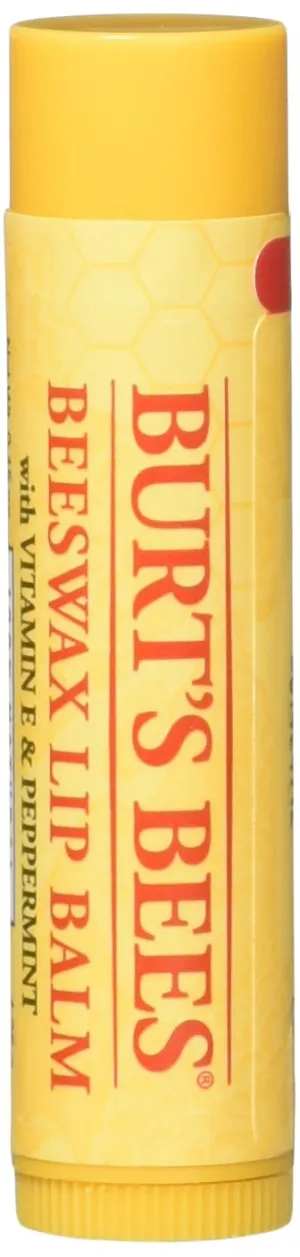 BURT'S BEES®
BEESWAX LIP BALM
with VITAMIN E & PEPPERMINT